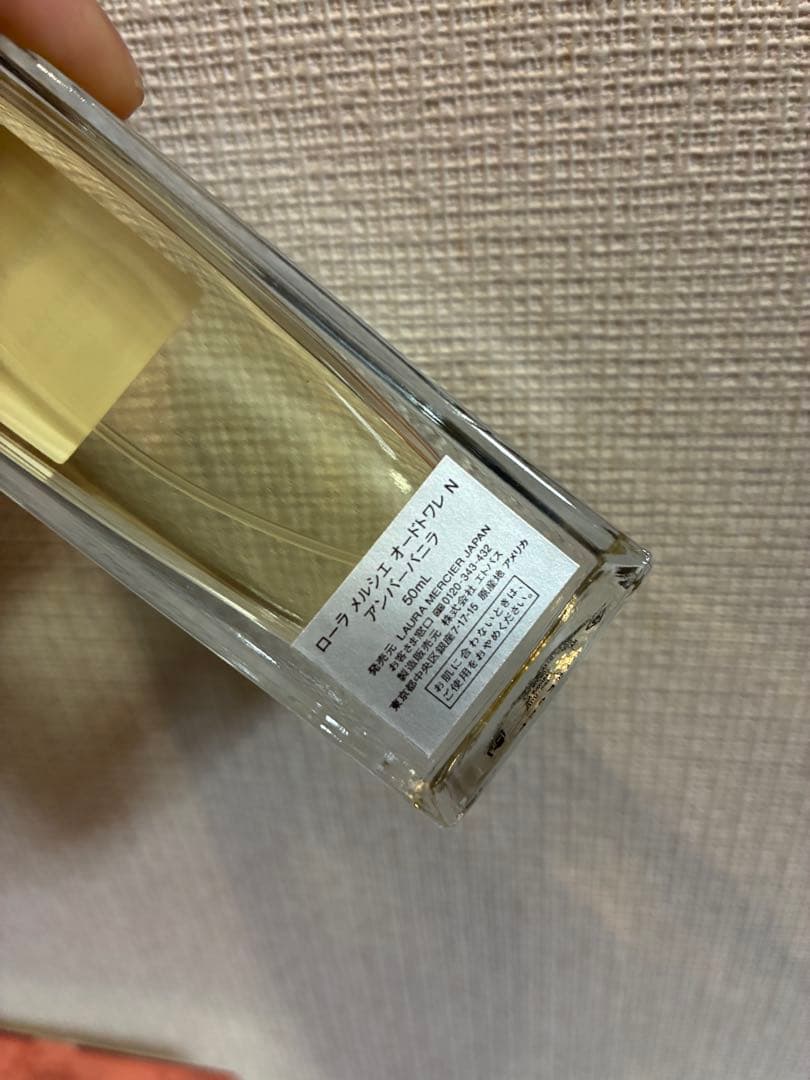 ローラ メルシエ オードトワレ N
アンバーバニラ
50mL
発売元 LAURA MERCIER JAPAN
お客さま窓口 0120-343-432
製造販売元 株式会社 エトバス
東京都中央区銀座7-17-15 原産地 アメリカ
お肌に合わないときは、
ご使用をおやめください。